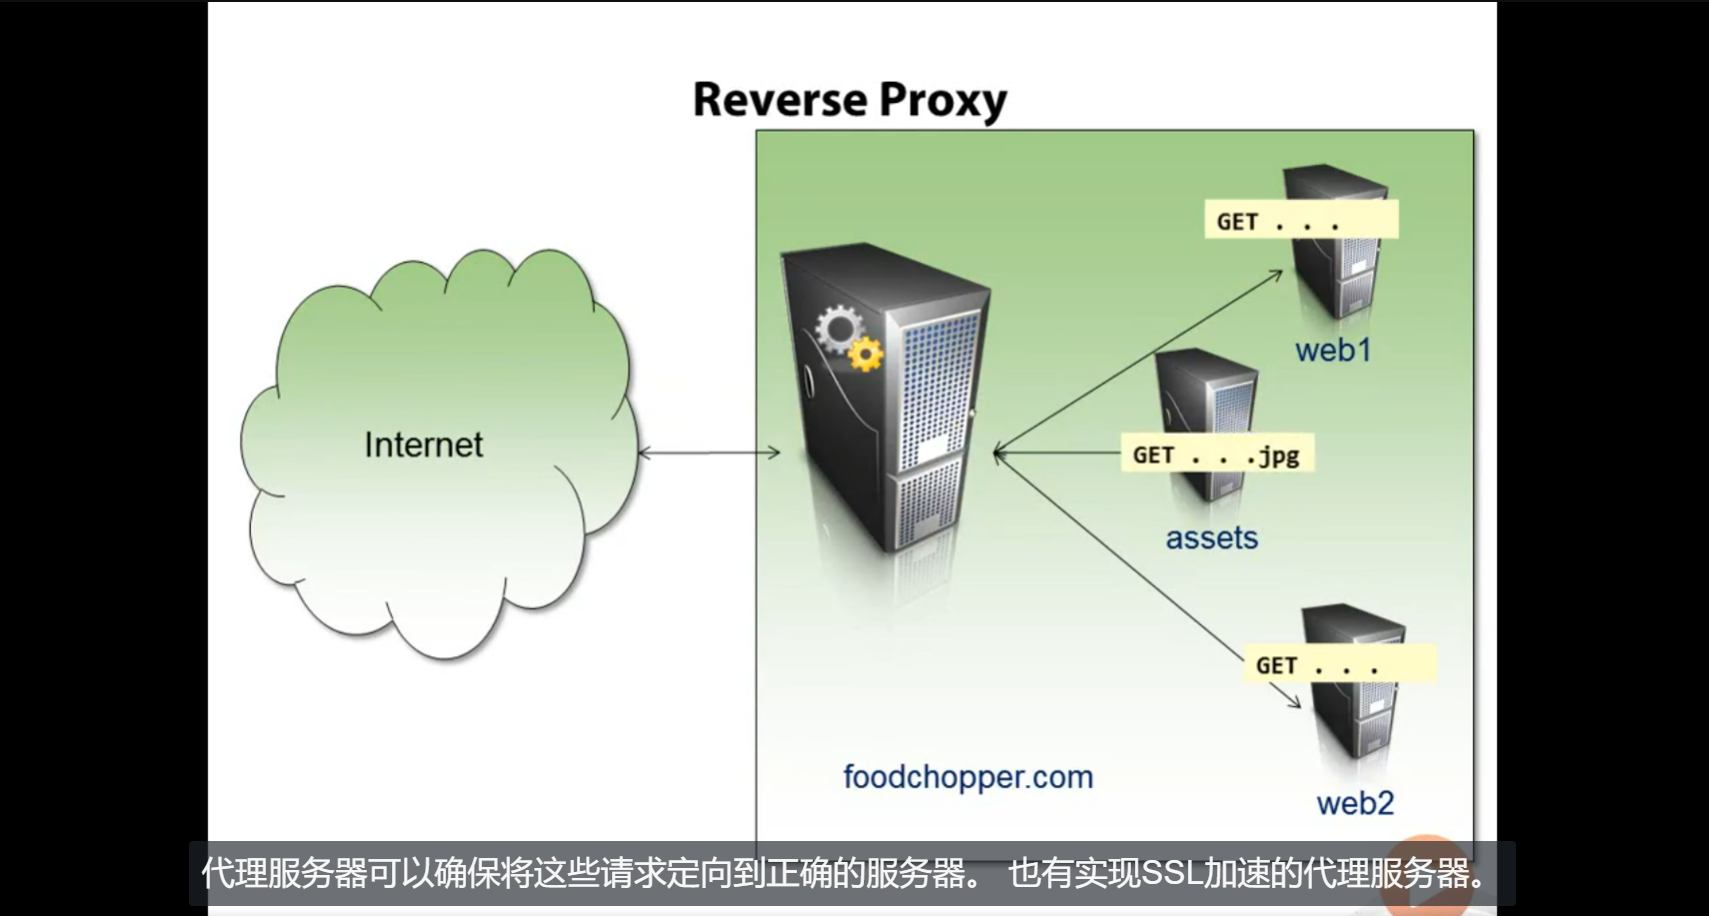 Reverse Proxy
GET . . .
web1
Internet
GET . . .jpg
assets
GET . . .
foodchopper.com
web2
代理服务器可以确保将这些请求定向到正确的服务器。 也有实现SSL加速的代理服务器。